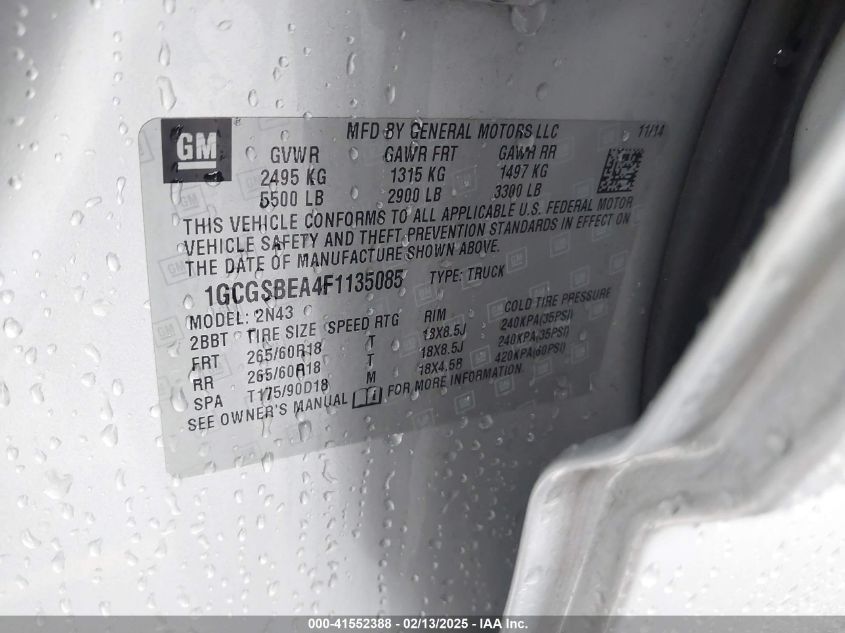 GM
MFD BY GENERAL MOTORS LLC 11/14
GVWR GAWR FRT GAWR RR
2495 KG 1315 KG 1497 KG
5500 LB 2900 LB 3300 LB
THIS VEHICLE CONFORMS TO ALL APPLICABLE U.S. FEDERAL MOTOR
VEHICLE SAFETY AND THEFT PREVENTION STANDARDS IN EFFECT ON
THE DATE OF MANUFACTURE SHOWN ABOVE.
1GCGSBEA4F1135085 TYPE: TRUCK
MODEL: 2N43
2BBT TIRE SIZE SPEED RTG RIM COLD TIRE PRESSURE
FRT 265/60R18 T 18X8.5J 240KPA(35PSI)
RR 265/60R18 T 18X8.5J 240KPA(35PSI)
SPA T175/90D18 M 18X4.5B 420KPA(60PSI)
SEE OWNER'S MANUAL FOR MORE INFORMATION.
000-41552388 - 02/13/2025 - IAA Inc.